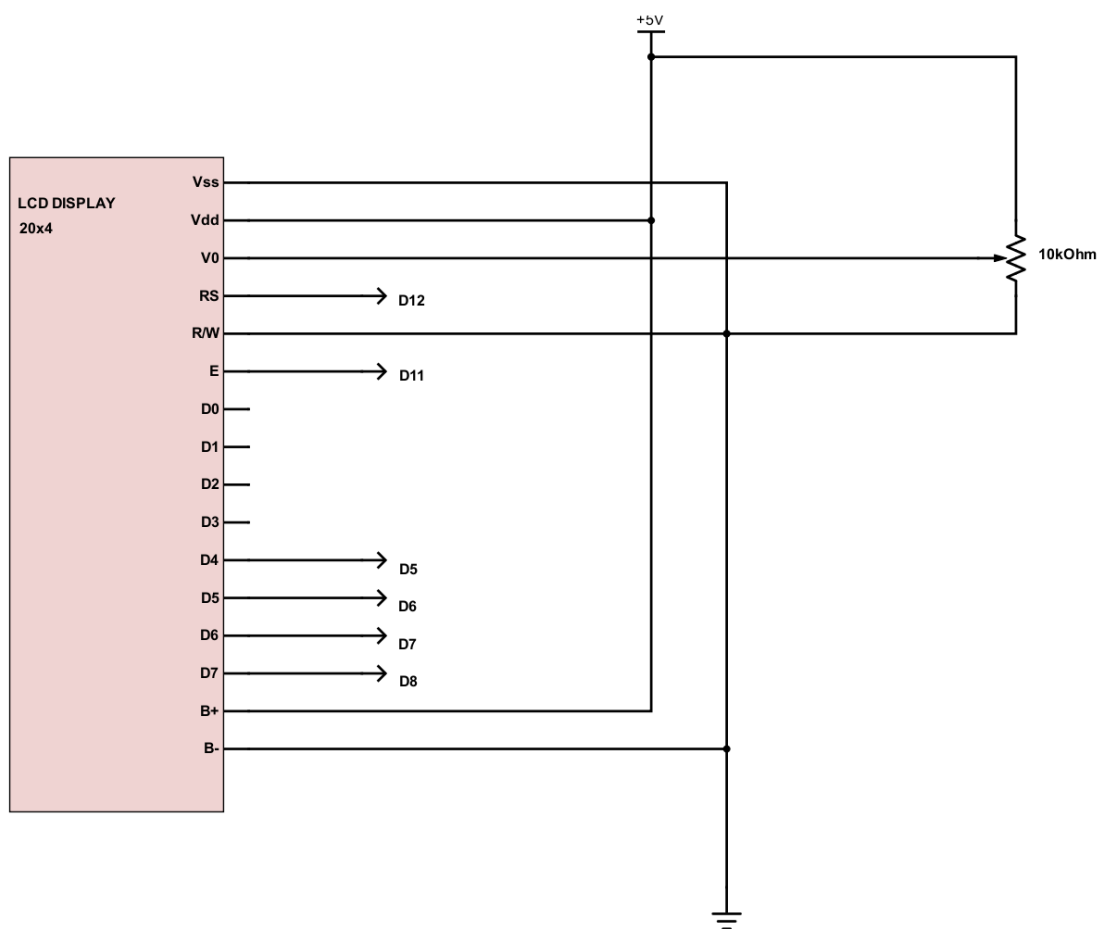 +5V
Vss
LCD DISPLAY
20x4
Vdd
V0
10kOhm
RS
D12
R/W
E
D11
D0
D1
D2
D3
D4
D5
D5
D6
D6
D7
D7
D8
B+
B-